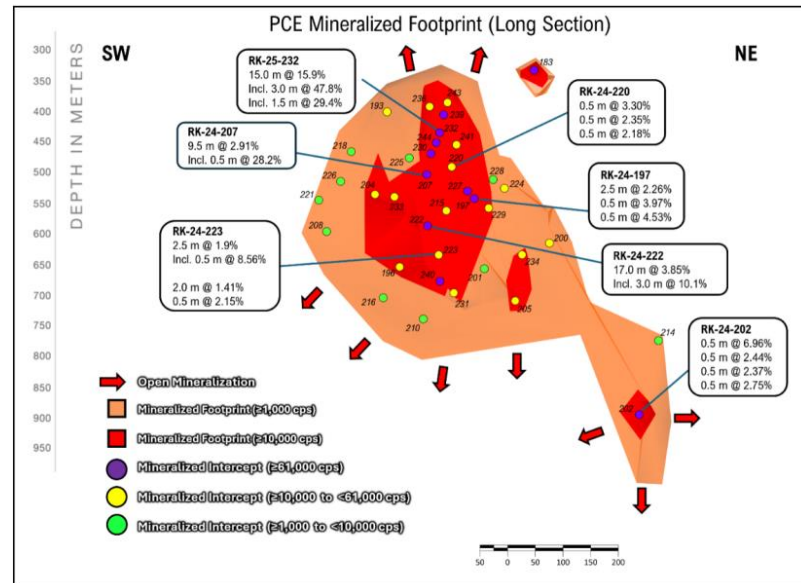 PCE Mineralized Footprint (Long Section)
SW
NE
DEPTH IN METERS
300
350
400
450
500
550
600
650
700
750
800
850
900
950
RK-25-232
15.0 m @ 15.9%
Incl. 3.0 m @ 47.8%
Incl. 1.5 m @ 29.4%
RK-24-207
9.5 m @ 2.91%
Incl. 0.5 m @ 28.2%
RK-24-223
2.5 m @ 1.9%
Incl. 0.5 m @ 8.56%
2.0 m @ 1.41%
0.5 m @ 2.15%
RK-24-220
0.5 m @ 3.30%
0.5 m @ 2.35%
0.5 m @ 2.18%
RK-24-197
2.5 m @ 2.26%
0.5 m @ 3.97%
0.5 m @ 4.53%
RK-24-222
17.0 m @ 3.85%
Incl. 3.0 m @ 10.1%
RK-24-202
0.5 m @ 6.96%
0.5 m @ 2.44%
0.5 m @ 2.37%
0.5 m @ 2.75%
183
193
243
239
232
244
241
218
225
220
226
207
227
228
224
221
204
233
215
197
229
208
222
200
223
234
196
240
201
216
231
205
210
214
202
Open Mineralization
Mineralized Footprint (≥1,000 cps)
Mineralized Footprint (≥10,000 cps)
Mineralized Intercept (≥61,000 cps)
Mineralized Intercept (≥10,000 to <61,000 cps)
Mineralized Intercept (≥1,000 to <10,000 cps)
50 0 50 100 150 200